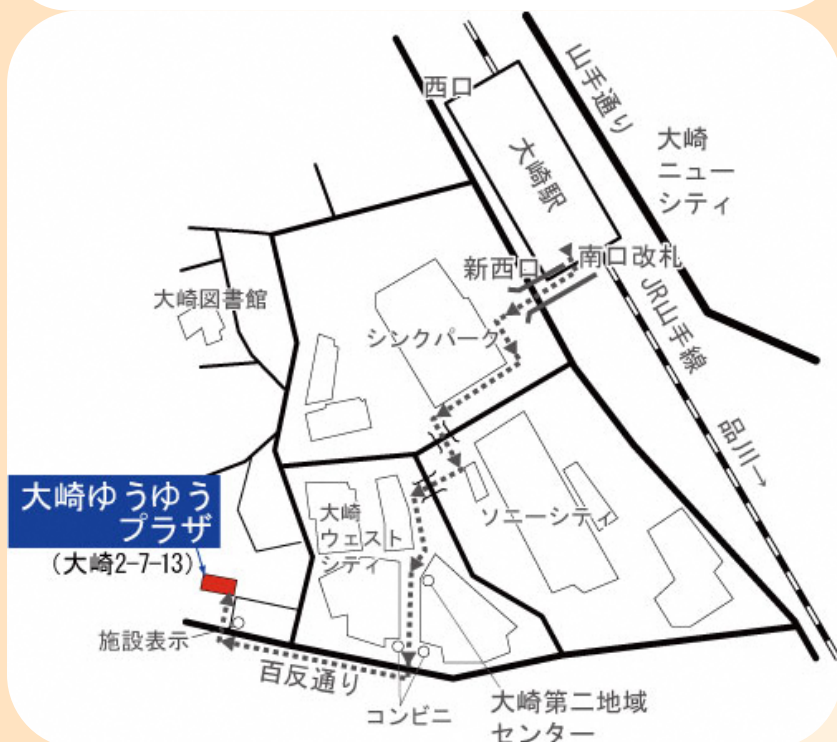 西口
山手通り
大崎駅
大崎
ニュー
シティ
新西口
南口改札
大崎図書館
シンクパーク
JR山手線
品川→
大崎ゆうゆう
プラザ
(大崎2-7-13)
大崎
ウェスト
シティ
ソニーシティ
施設表示
百反通り
コンビニ
大崎第二地域
センター